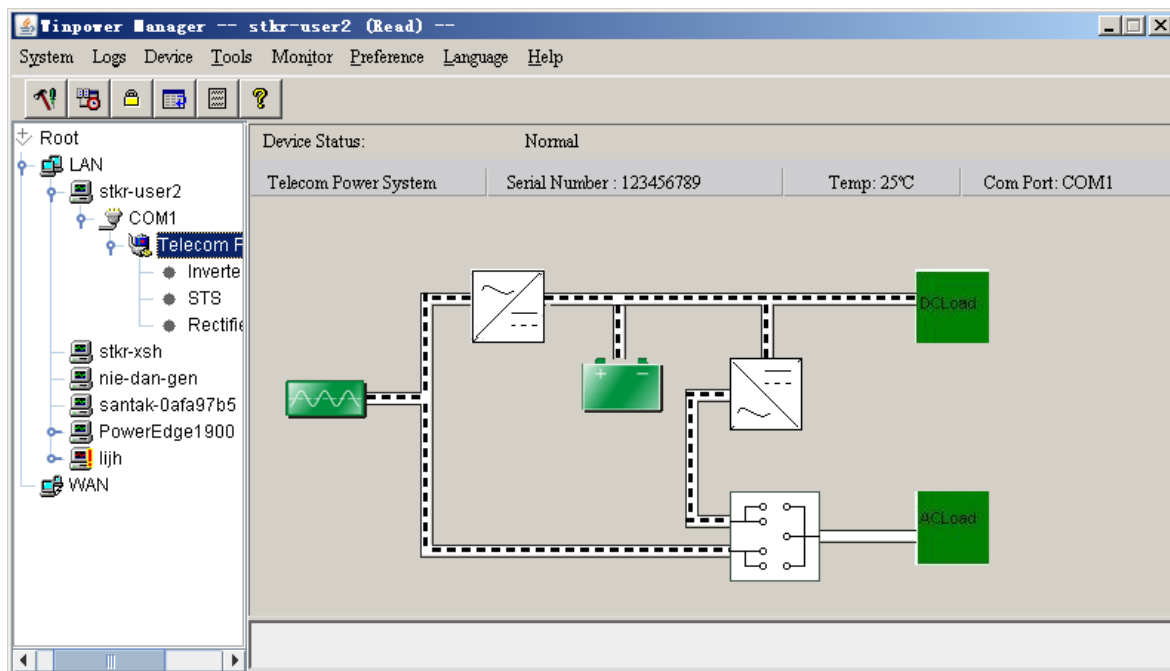 Winpower Manager -- stkr-user2 (Read) --
System Logs Device Tools Monitor Preference Language Help
Root
LAN
stkr-user2
COM1
Telecom P
Inverte
STS
Rectifie
stkr-xsh
nie-dan-gen
santak-0afa97b5
PowerEdge1900
lijh
WAN
Device Status: Normal
Telecom Power System Serial Number : 123456789 Temp: 25℃ Com Port: COM1
DCLoad
+ −
ACLoad